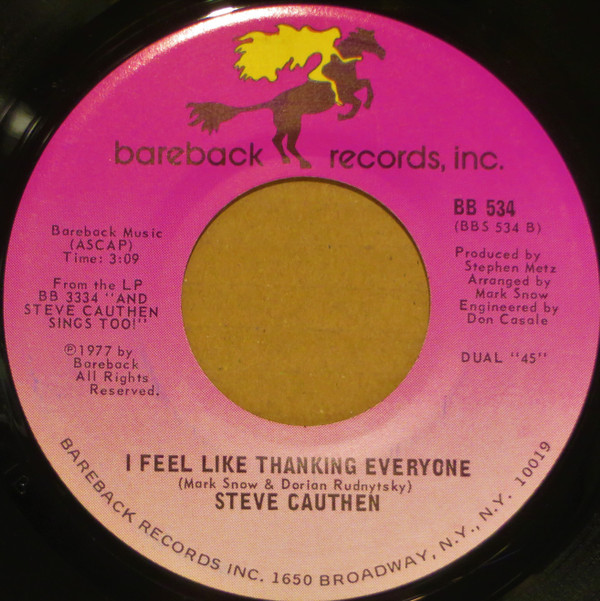 bareback records, inc.
BB 534
(BBS 534 B)
Bareback Music
(ASCAP)
Time: 3:09
From the LP
BB 3334 "AND
STEVE CAUTHEN
SINGS TOO!"
℗1977 by
Bareback
All Rights
Reserved.
Produced by
Stephen Metz
Arranged by
Mark Snow
Engineered by
Don Casale
DUAL "45"
I FEEL LIKE THANKING EVERYONE
(Mark Snow & Dorian Rudnytsky)
STEVE CAUTHEN
BAREBACK RECORDS INC. 1650 BROADWAY, N.Y., N.Y. 10019